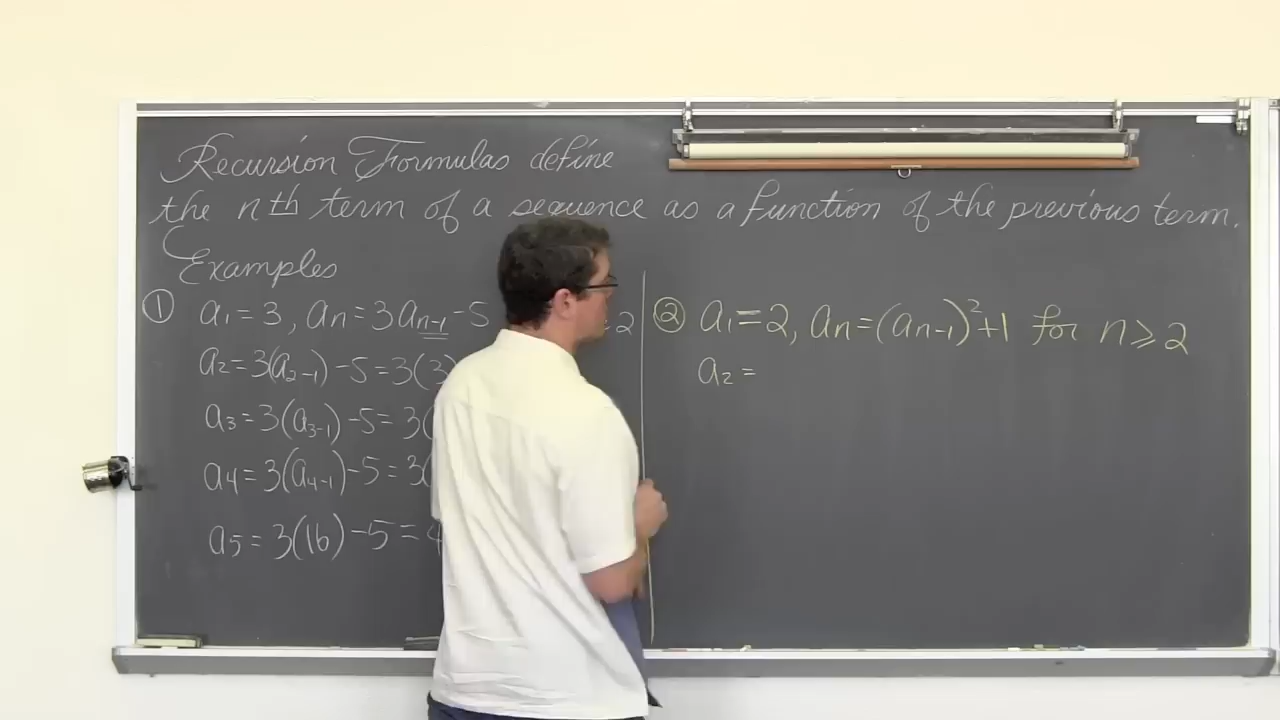 Recursion Formulas define
the nth term of a sequence as a function of the previous term.
Examples
① a₁=3, aₙ=3aₙ₋₁-5 =2
a₂=3(a₂₋₁)-5=3(3)
a₃=3(a₃₋₁)-5=3(
a₄=3(a₄₋₁)-5=3(
a₅=3(16)-5=4
② a₁=2, aₙ=(aₙ₋₁)²+1 for n≥2
a₂=